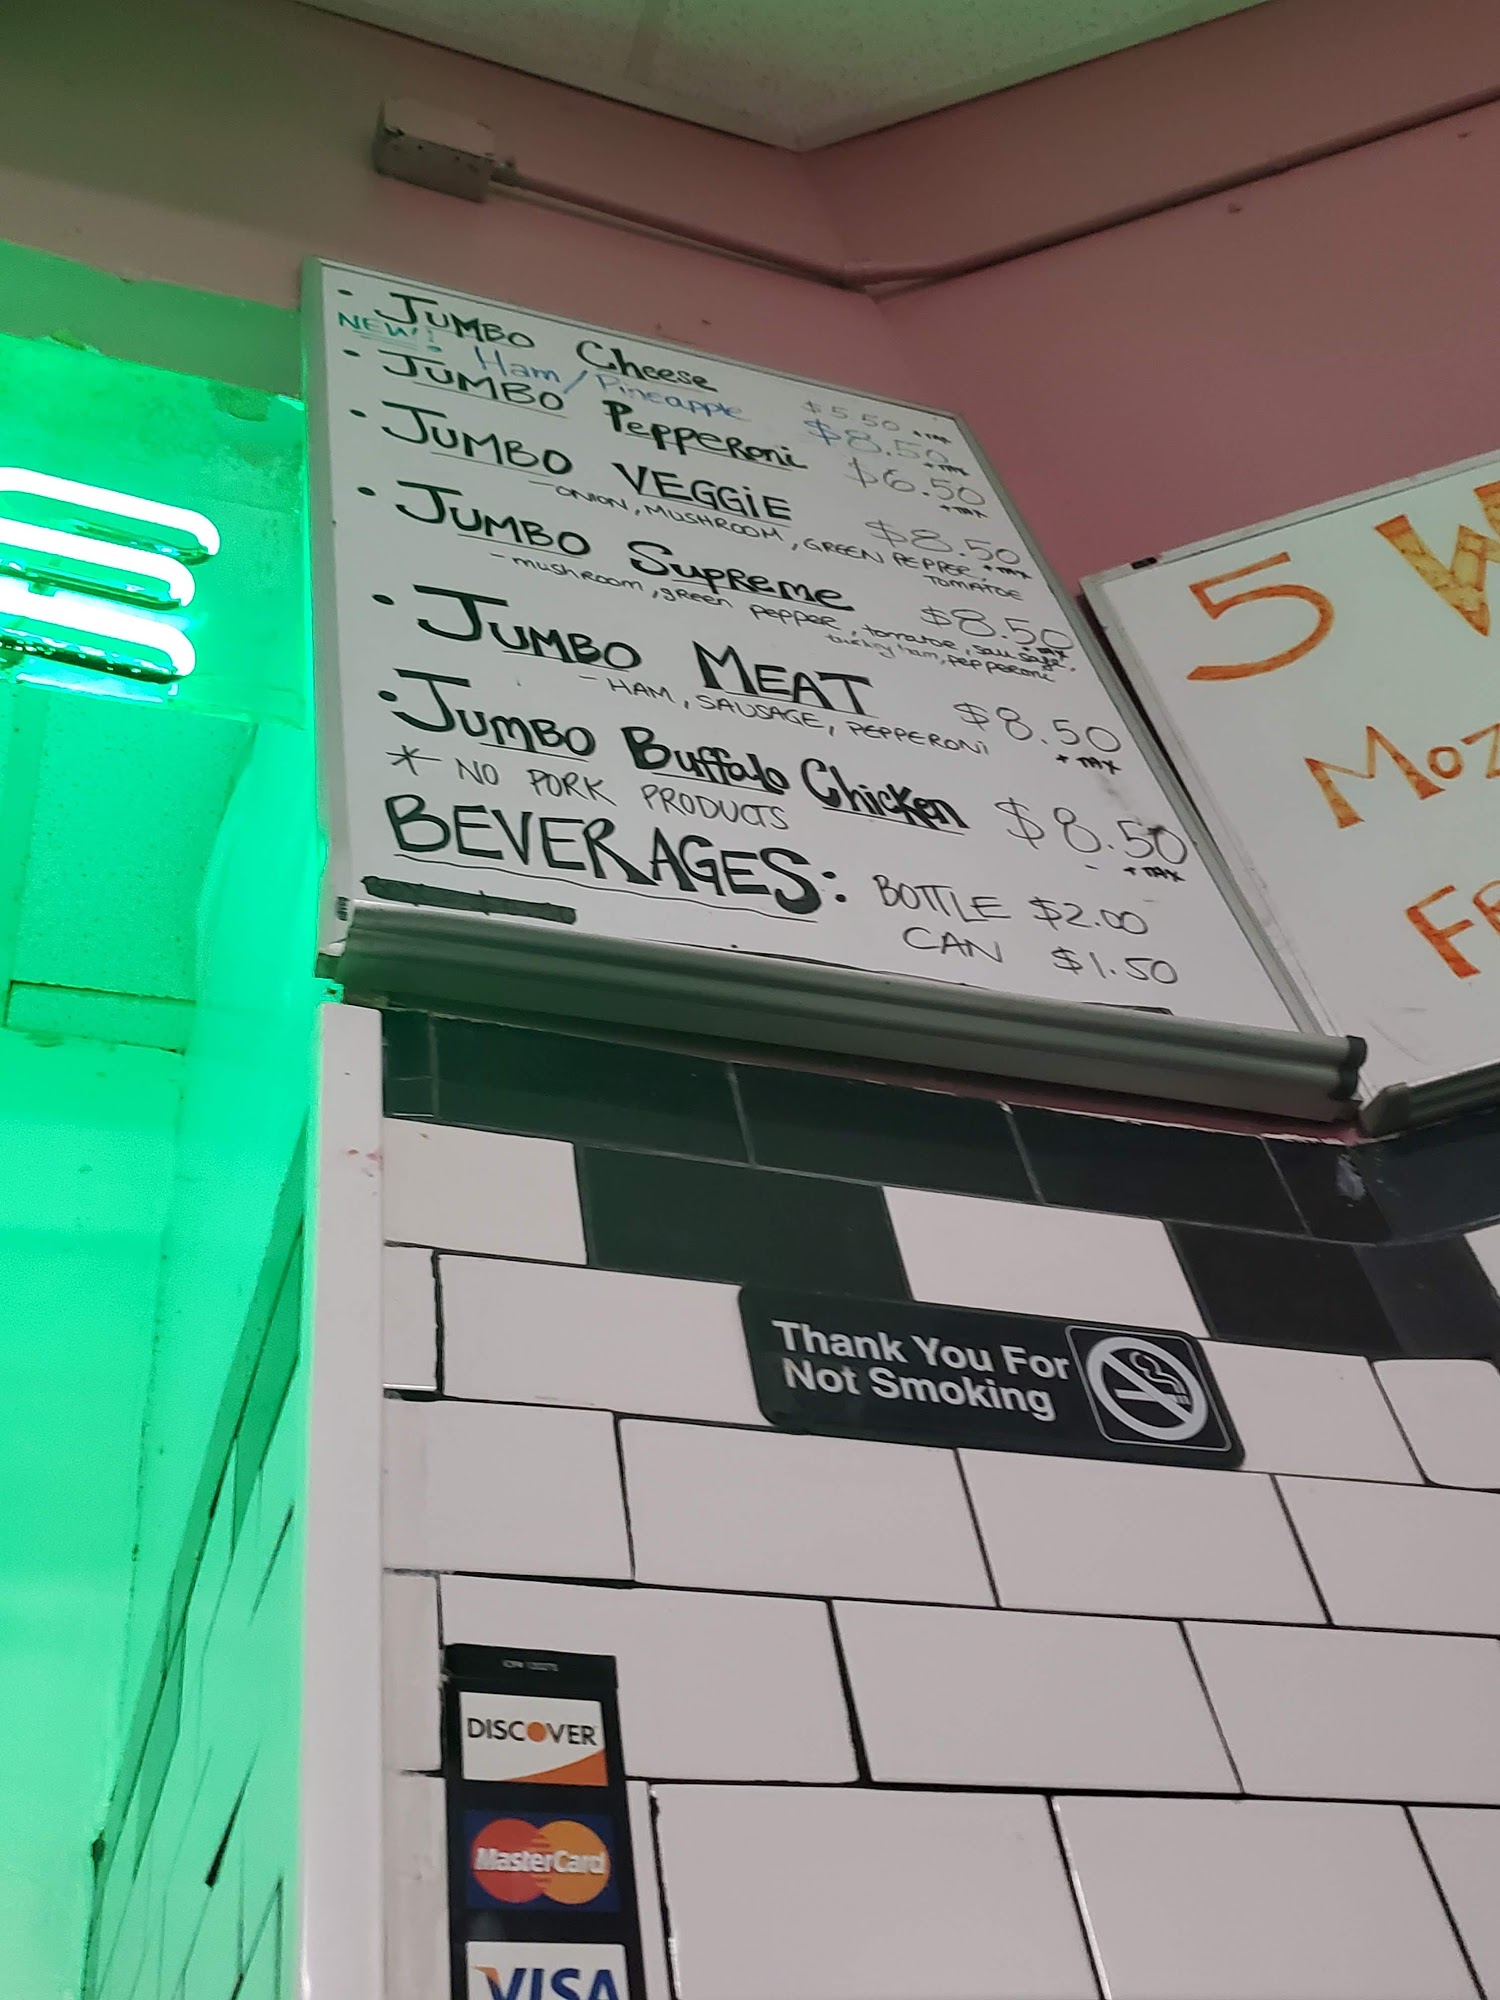 • JUMBO Cheese $5.50 + TAX
NEW! Ham/Pineapple $8.50 + TAX
• JUMBO PEPPERoni $6.50 + TAX
• JUMBO VEGGiE $8.50 + TAX
- ONION, MUSHROOM, GREEN PEPPER,
TOMATOE
• JUMBO SupReme $8.50 + TAX
- mushroom, green pepper, tomatoe, sausage,
turkey ham, pepperoni
• JUMBO MEAT $8.50 + TAX
- HAM, SAUSAGE, PEPPERONI
• JUMBO Buffalo Chicken $8.50 + TAX
* NO PORK PRODUCTS
BEVERAGES: BOTTLE $2.00
CAN $1.50
5 W
MOZ
FR
Thank You For
Not Smoking
DISCOVER
MasterCard
VISA